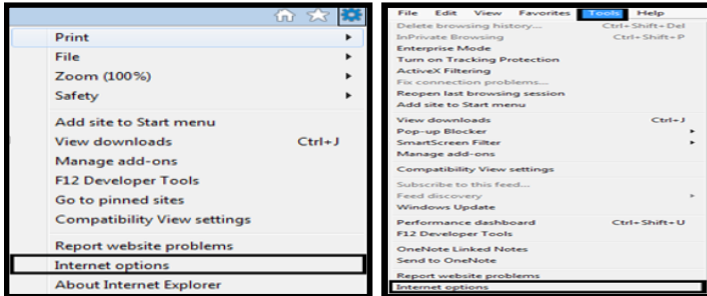 Print
File
Zoom (100%)
Safety
Add site to Start menu
View downloads Ctrl+J
Manage add-ons
F12 Developer Tools
Go to pinned sites
Compatibility View settings
Report website problems
Internet options
About Internet Explorer
File Edit View Favorites Tools Help
Delete browsing history... Ctrl+Shift+Del
InPrivate Browsing Ctrl+Shift+P
Enterprise Mode
Turn on Tracking Protection
ActiveX Filtering
Fix connection problems...
Reopen last browsing session
Add site to Start menu
View downloads Ctrl+J
Pop-up Blocker
SmartScreen Filter
Manage add-ons
Compatibility View settings
Subscribe to this feed...
Feed discovery
Windows Update
Performance dashboard Ctrl+Shift+U
F12 Developer Tools
OneNote Linked Notes
Send to OneNote
Report website problems
Internet options